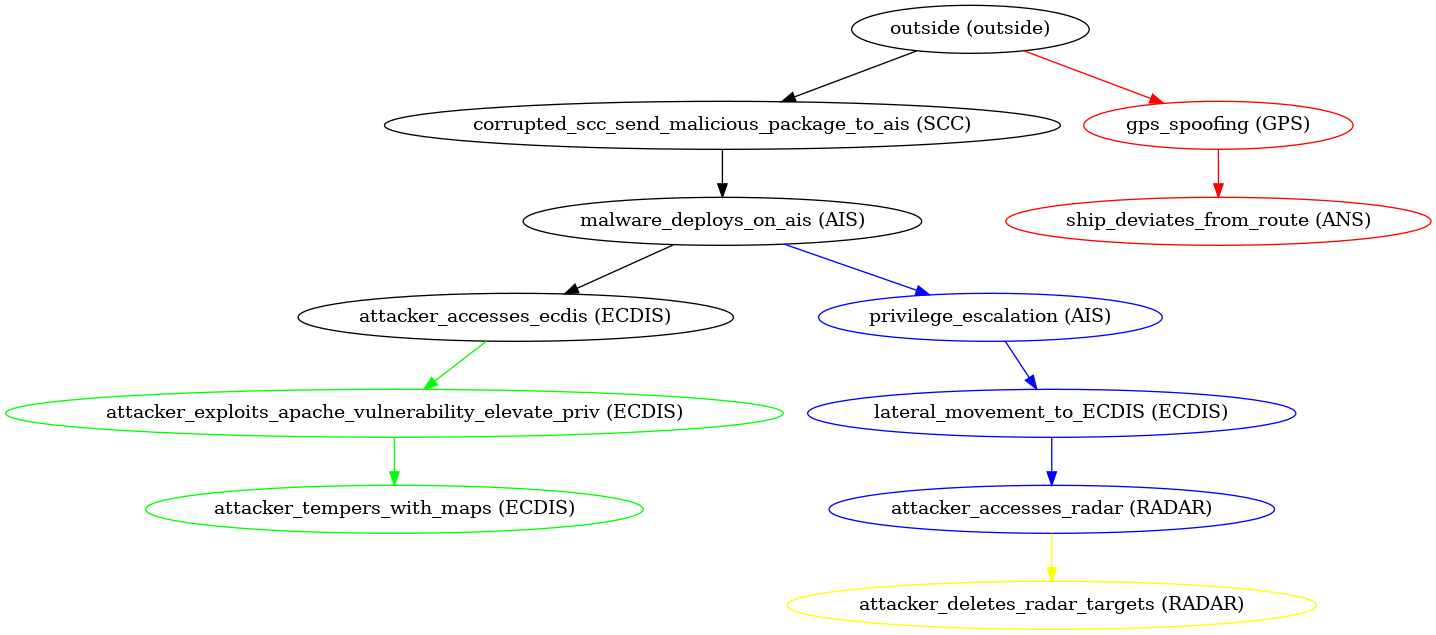 outside (outside)
corrupted_scc_send_malicious_package_to_ais (SCC)
gps_spoofing (GPS)
malware_deploys_on_ais (AIS)
ship_deviates_from_route (ANS)
attacker_accesses_ecdis (ECDIS)
privilege_escalation (AIS)
attacker_exploits_apache_vulnerability_elevate_priv (ECDIS)
lateral_movement_to_ECDIS (ECDIS)
attacker_tempers_with_maps (ECDIS)
attacker_accesses_radar (RADAR)
attacker_deletes_radar_targets (RADAR)